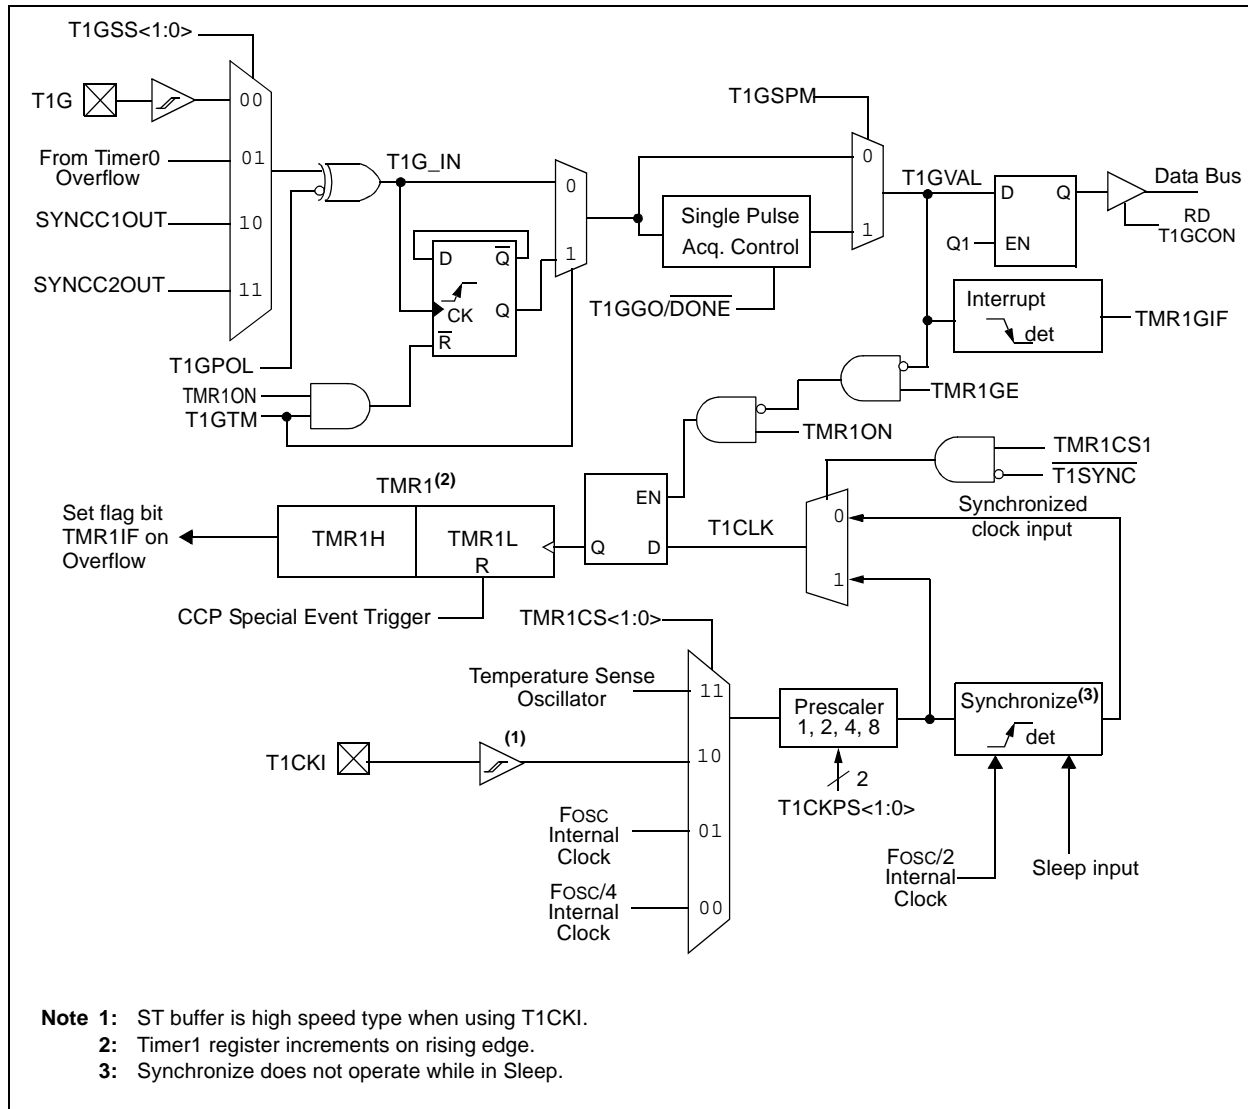 T1GSS<1:0>
T1G
00
T1GSPM
From Timer0
Overflow
01
T1G_IN
0
0
T1GVAL
D
Q
Data Bus
SYNCC1OUT
10
Single Pulse
Acq. Control
RD
T1GCON
D
Q
1
1
Q1
EN
SYNCC2OUT
11
CK
Q
T1GGO/DONE
Interrupt
det
TMR1GIF
R
T1GPOL
TMR1ON
T1GTM
TMR1GE
TMR1ON
TMR1CS1
T1SYNC
TMR1(2)
EN
Synchronized
clock input
Set flag bit
TMR1IF on
Overflow
TMR1H
TMR1L
R
Q
D
T1CLK
0
1
CCP Special Event Trigger
TMR1CS<1:0>
Temperature Sense
Oscillator
11
Prescaler
1, 2, 4, 8
Synchronize(3)
det
T1CKI
(1)
10
2
T1CKPS<1:0>
FOSC
Internal
Clock
01
FOSC/2
Internal
Clock
Sleep input
FOSC/4
Internal
Clock
00
Note 1: ST buffer is high speed type when using T1CKI.
2: Timer1 register increments on rising edge.
3: Synchronize does not operate while in Sleep.